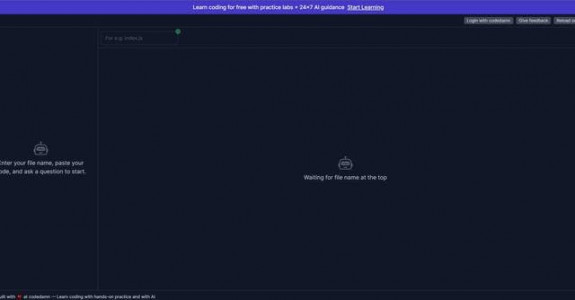 Learn coding for free with practice labs + 24×7 AI guidance Start Learning
Login with codedamn Give feedback Reload
For e.g. index.js
Enter your file name, paste your
code, and ask a question to start.
Waiting for file name at the top
Built with ❤ at codedamn — Learn coding with hands-on practice and with AI